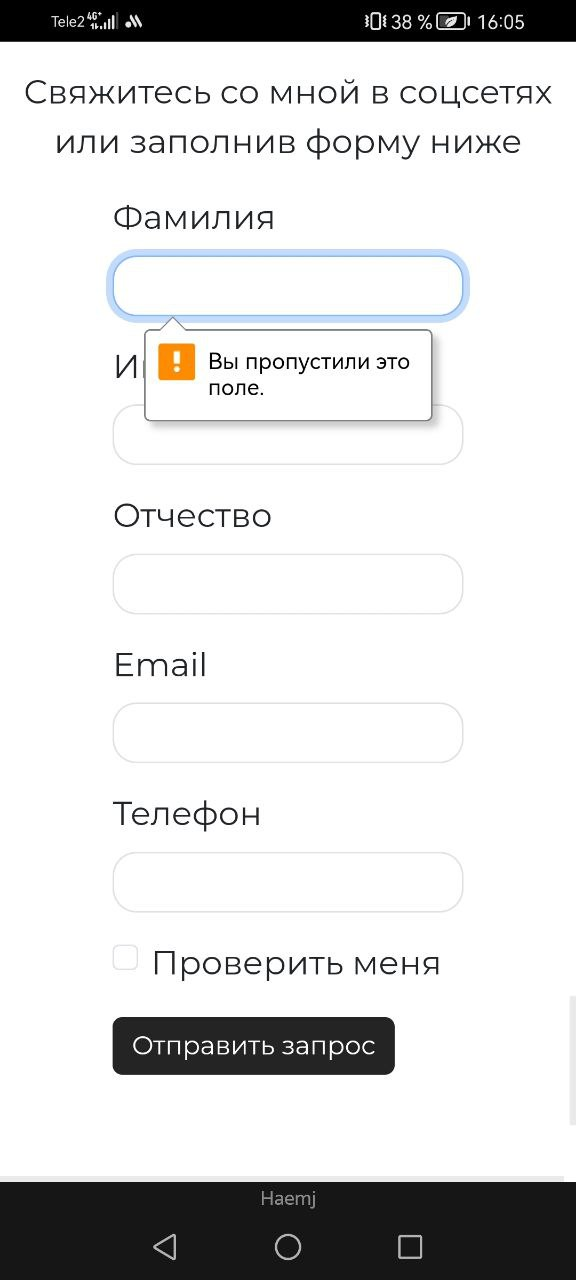 Tele2 4G+ 38 % 16:05
Свяжитесь со мной в соцсетях
или заполнив форму ниже
Фамилия
Вы пропустили это
поле.
Отчество
Email
Телефон
Проверить меня
Отправить запрос
Haemj